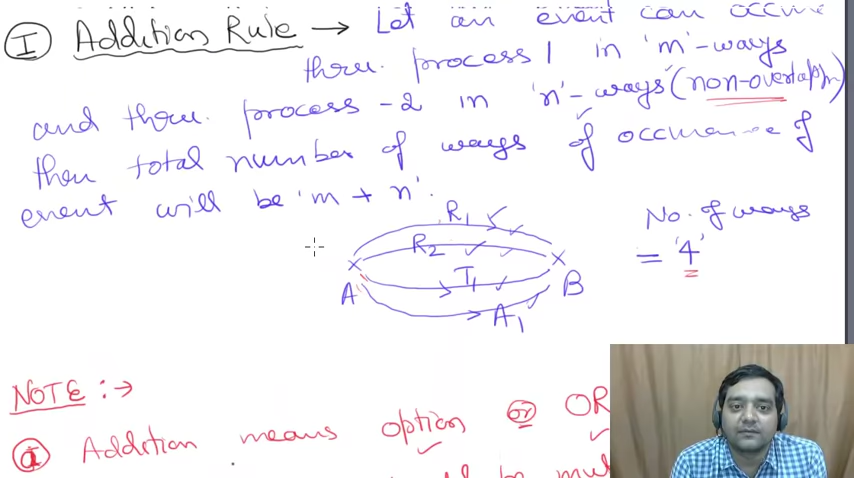 I Addition Rule → Let an event can occur
thru. process 1 in 'm'-ways
and thru. process -2 in 'n'-ways (non-overlapping)
then total number of ways of occurance of
event will be 'm + n'.
R1
R2
T1
A1
A
B
No. of ways
= '4'
NOTE :→
a Addition means option or OR